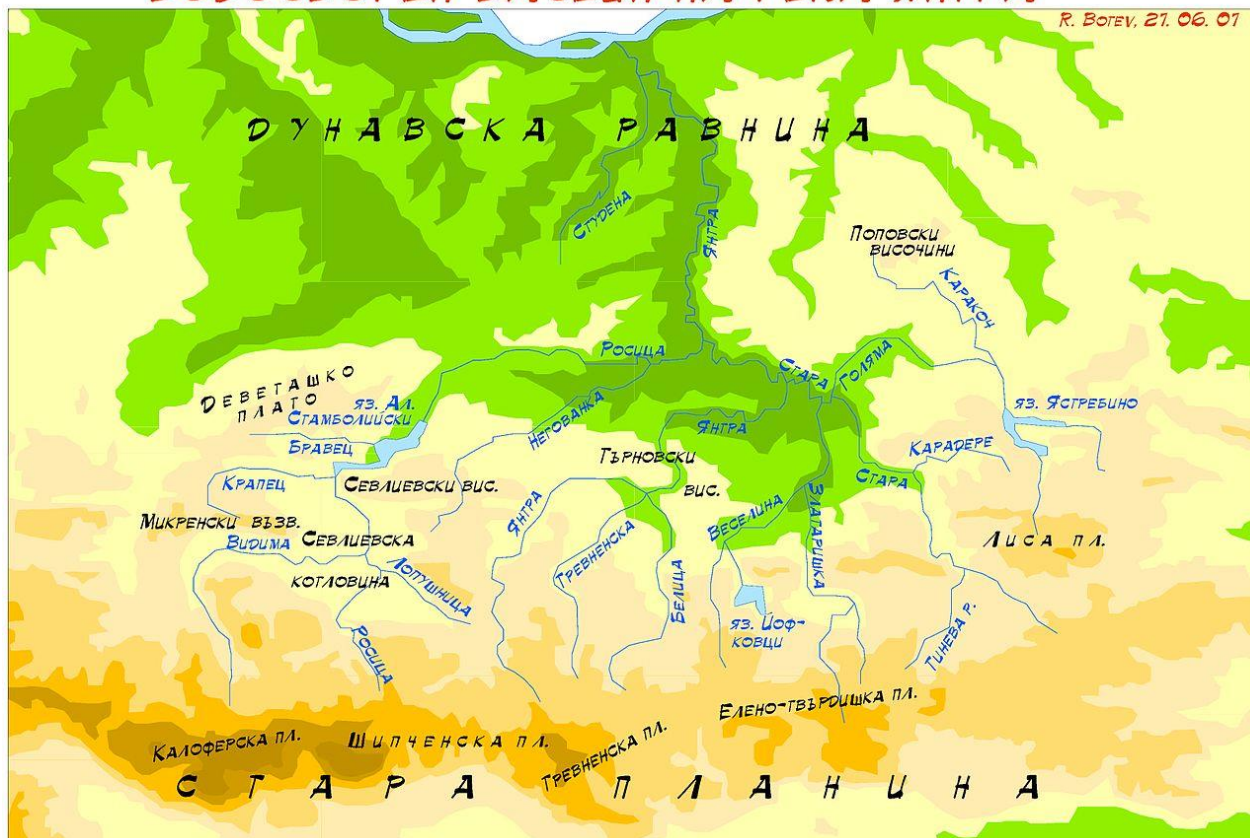 R. Botev, 21. 06. 07
ДУНАВСКА РАВНИНА
СТУДЕНА
ЯНТРА
ПОПОВСКИ
ВИСОЧИНИ
КАРАКОЧ
РОСИЦА
СТАРА
ГОЛЯМА
ДЕВЕТАШКО
ПЛАТО
ЯЗ. АЛ.
СТАМБОЛИЙСКИ
НЕГОВАНКА
ЯЗ. ЯСТРЕБИНО
БРАВЕЦ
ЯНТРА
КАРАДЕРЕ
ТЪРНОВСКИ
ВИС.
КРАПЕЦ
СЕВЛИЕВСКИ ВИС.
СТАРА
МИКРЕНСКИ ВЪЗВ.
ВИДИМА
СЕВЛИЕВСКА
КОТЛОВИНА
ЯНТРА
ВЕСЕЛИНА
ЗЛАТАРИШКА
ЛИСА ПЛ.
ЛОПУШНИЦА
ТРЕВНЕНСКА
БЕЛИЦА
ЯЗ. ЙОФ-
КОВЦИ
РОСИЦА
ТИНЕВА Р.
ЕЛЕНО-ТВЪРДИШКА ПЛ.
КАЛОФЕРСКА ПЛ.
ШИПЧЕНСКА ПЛ.
ТРЕВНЕНСКА ПЛ.
СТАРА ПЛАНИНА